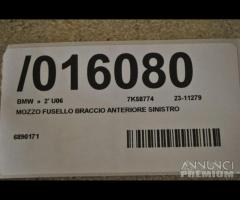 /016080
BMW » 2' U06 7K58774 23-11279
MOZZO FUSELLO BRACCIO ANTERIORE SINISTRO
6890171
ANNUNCI
PREMIUM